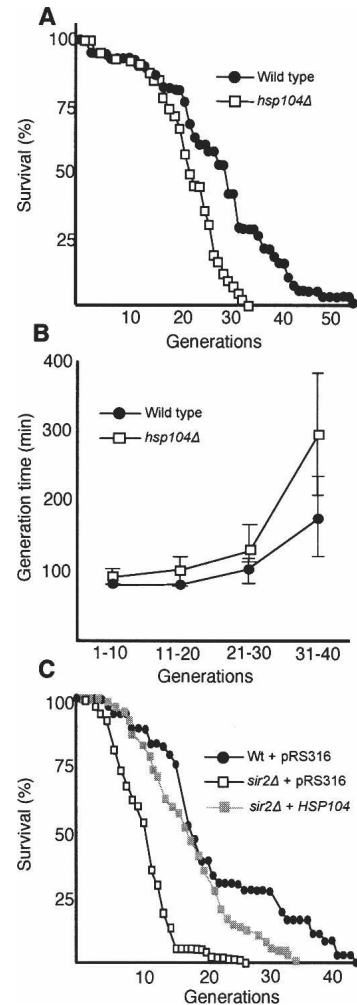 A
100
75
50
25
Survival (%)
Wild type
hsp104Δ
10 20 30 40 50
Generations
B
400
300
200
100
Generation time (min)
Wild type
hsp104Δ
1-10 11-20 21-30 31-40
Generations
C
100
75
50
25
Survival (%)
Wt + pRS316
sir2Δ + pRS316
sir2Δ + HSP104
10 20 30 40
Generations